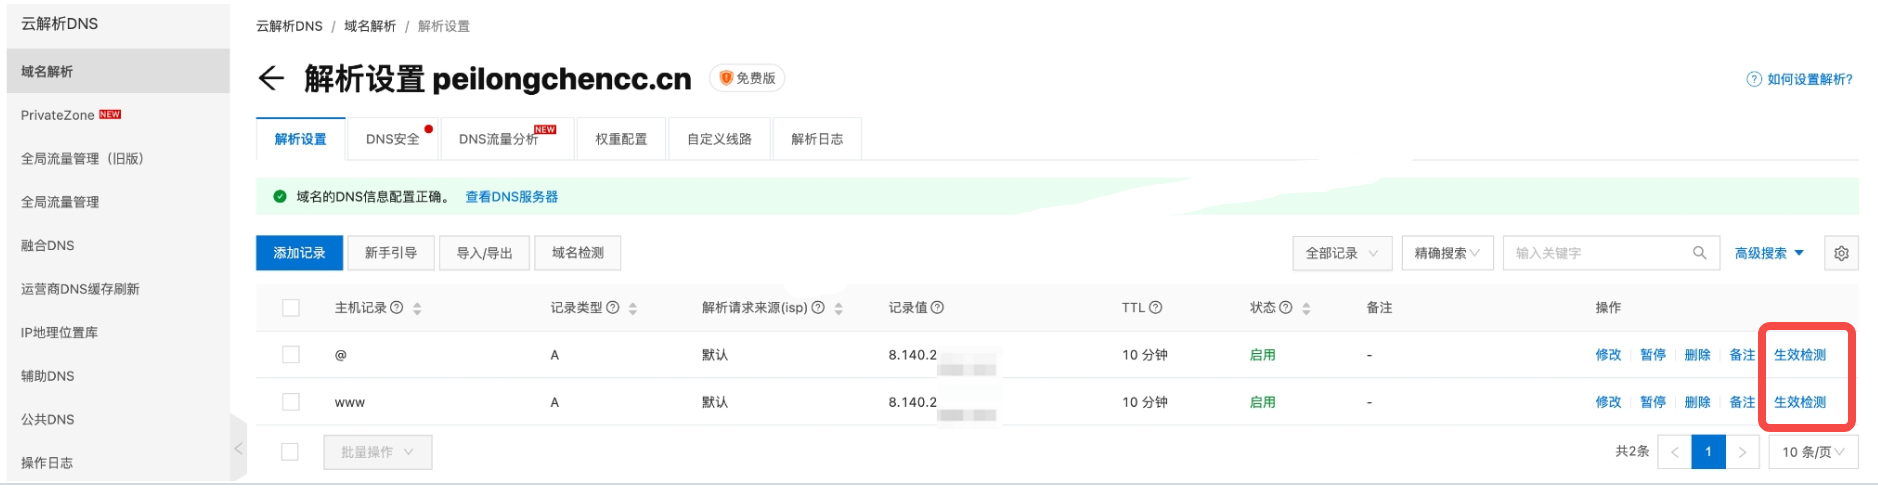 云解析DNS
域名解析
PrivateZone NEW
全局流量管理（旧版）
全局流量管理
融合DNS
运营商DNS缓存刷新
IP地理位置库
辅助DNS
公共DNS
操作日志
云解析DNS / 域名解析 / 解析设置
解析设置 peilongchencc.cn 免费版
如何设置解析?
解析设置 DNS安全 DNS流量分析 NEW 权重配置 自定义线路 解析日志
域名的DNS信息配置正确。 查看DNS服务器
添加记录 新手引导 导入/导出 域名检测 全部记录 精确搜索 输入关键字 高级搜索
主机记录 记录类型 解析请求来源(isp) 记录值 TTL 状态 备注 操作
@ A 默认 8.140.2 10 分钟 启用 - 修改 暂停 删除 备注 生效检测
www A 默认 8.140.2 10 分钟 启用 - 修改 暂停 删除 备注 生效检测
批量操作 共2条 < 1 > 10 条/页